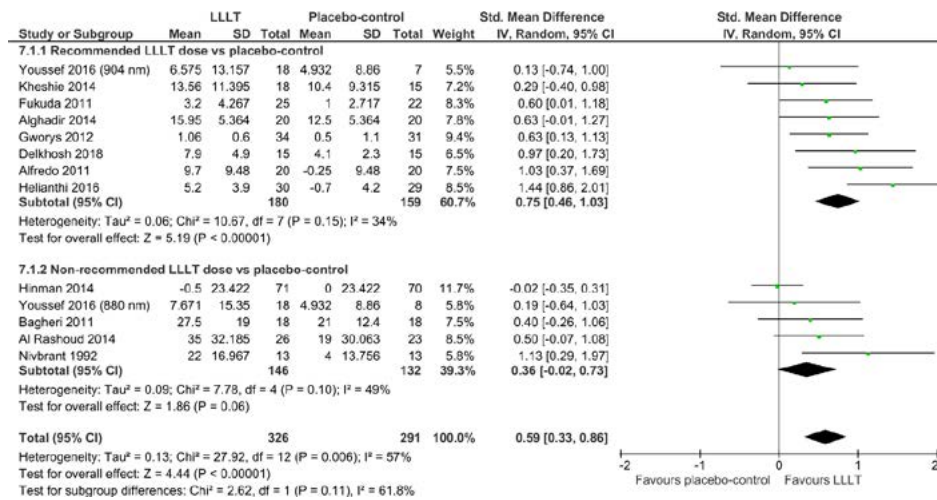 LLLT Placebo-control Std. Mean Difference Std. Mean Difference
Study or Subgroup Mean SD Total Mean SD Total Weight IV, Random, 95% CI IV, Random, 95% CI
7.1.1 Recommended LLLT dose vs placebo-control
Youssef 2016 (904 nm) 6.575 13.157 18 4.932 8.86 7 5.5% 0.13 [-0.74, 1.00]
Kheshie 2014 13.56 11.395 18 10.4 9.315 15 7.2% 0.29 [-0.40, 0.98]
Fukuda 2011 3.2 4.267 25 1 2.717 22 8.4% 0.60 [0.01, 1.18]
Alghadir 2014 15.95 5.364 20 12.5 5.364 20 7.8% 0.63 [-0.01, 1.27]
Gworys 2012 1.06 0.6 34 0.5 1.1 31 9.4% 0.63 [0.13, 1.13]
Delkhosh 2018 7.9 4.9 15 4.1 2.3 15 6.4% 0.97 [0.20, 1.73]
Alfredo 2011 9.7 9.48 20 -0.25 9.48 20 7.5% 1.03 [0.37, 1.69]
Helianthi 2016 5.2 3.9 30 -0.7 4.2 29 8.5% 1.44 [0.86, 2.01]
Subtotal (95% CI) 180 159 60.7% 0.75 [0.46, 1.03]
Heterogeneity: Tau² = 0.06; Chi² = 10.67, df = 7 (P = 0.15); I² = 34%
Test for overall effect: Z = 5.19 (P < 0.00001)
7.1.2 Non-recommended LLLT dose vs placebo-control
Hinman 2014 -0.5 23.422 71 0 23.422 70 11.7% -0.02 [-0.35, 0.31]
Youssef 2016 (880 nm) 7.671 15.35 18 4.932 8.86 8 5.8% 0.19 [-0.64, 1.03]
Bagheri 2011 27.5 19 18 21 12.4 18 7.5% 0.40 [-0.26, 1.06]
Al Rashoud 2014 35 32.185 26 19 30.063 23 8.5% 0.50 [-0.07, 1.08]
Nivbrant 1992 22 16.967 13 4 13.756 13 5.8% 1.13 [0.29, 1.97]
Subtotal (95% CI) 146 132 39.3% 0.36 [-0.02, 0.73]
Heterogeneity: Tau² = 0.09; Chi² = 7.78, df = 4 (P = 0.10); I² = 49%
Test for overall effect: Z = 1.86 (P = 0.06)
Total (95% CI) 326 291 100.0% 0.59 [0.33, 0.86]
Heterogeneity: Tau² = 0.13; Chi² = 27.92, df = 12 (P = 0.006); I² = 57%
Test for overall effect: Z = 4.44 (P < 0.00001)
Test for subgroup differences: Chi² = 2.62, df = 1 (P = 0.11), I² = 61.8%
-2 -1 0 1 2
Favours placebo-control Favours LLLT